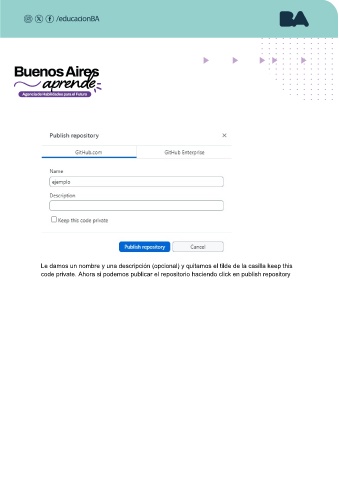 /educacionBA
BA
Buenos Aires
aprende
Agencia de Habilidades para el Futuro
Publish repository
GitHub.com
GitHub Enterprise
Name
ejemplo
Description
Keep this code private
Publish repository
Cancel
Le damos un nombre y una descripción (opcional) y quitamos el tilde de la casilla keep this
code private. Ahora si podemos publicar el repositorio haciendo click en publish repository